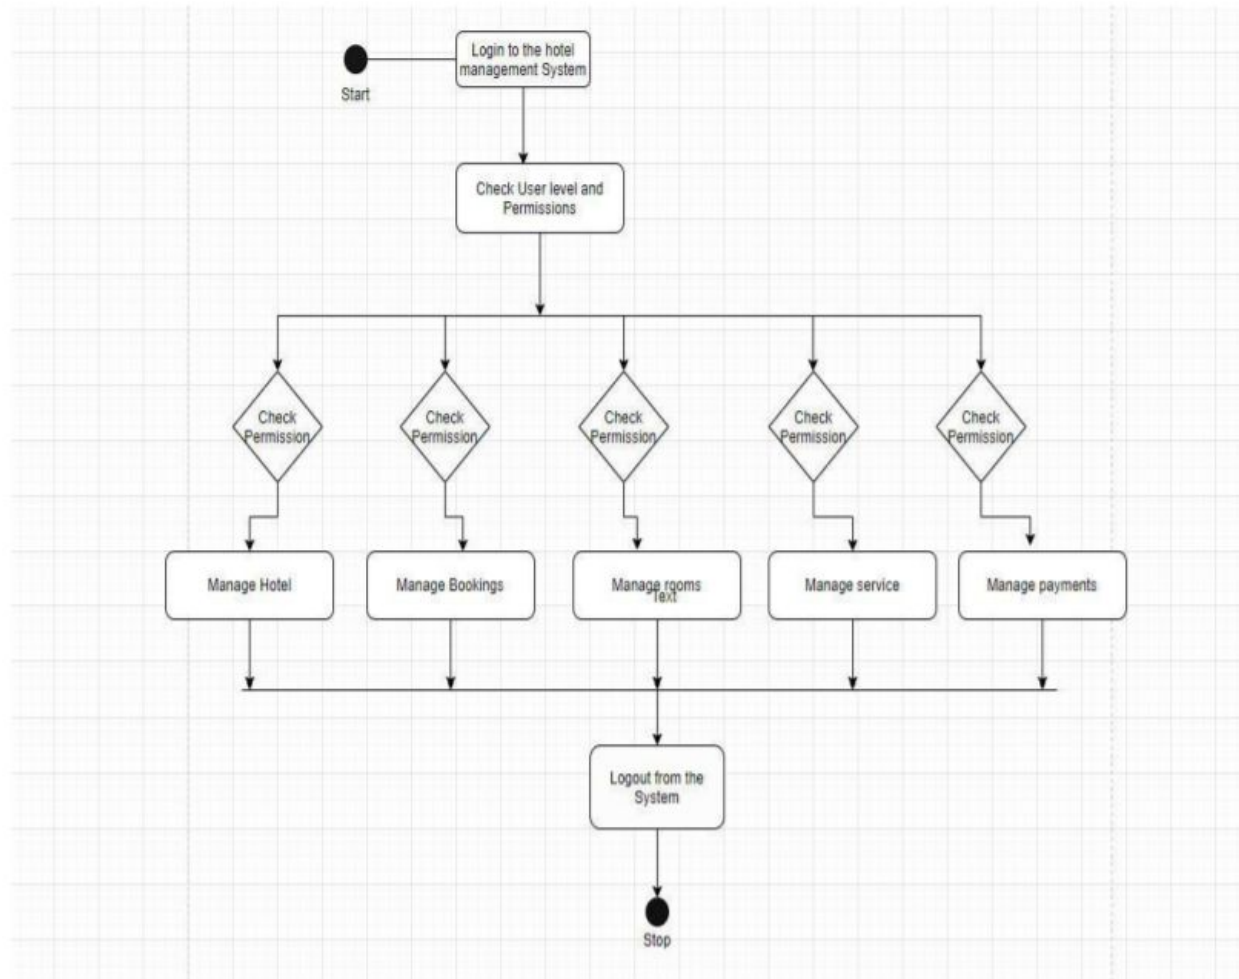 Login to the hotel
management System
Start
Check User level and
Permissions
Check
Permission
Check
Permission
Check
Permission
Check
Permission
Check
Permission
Manage Hotel
Manage Bookings
Manage rooms
Text
Manage service
Manage payments
Logout from the
System
Stop